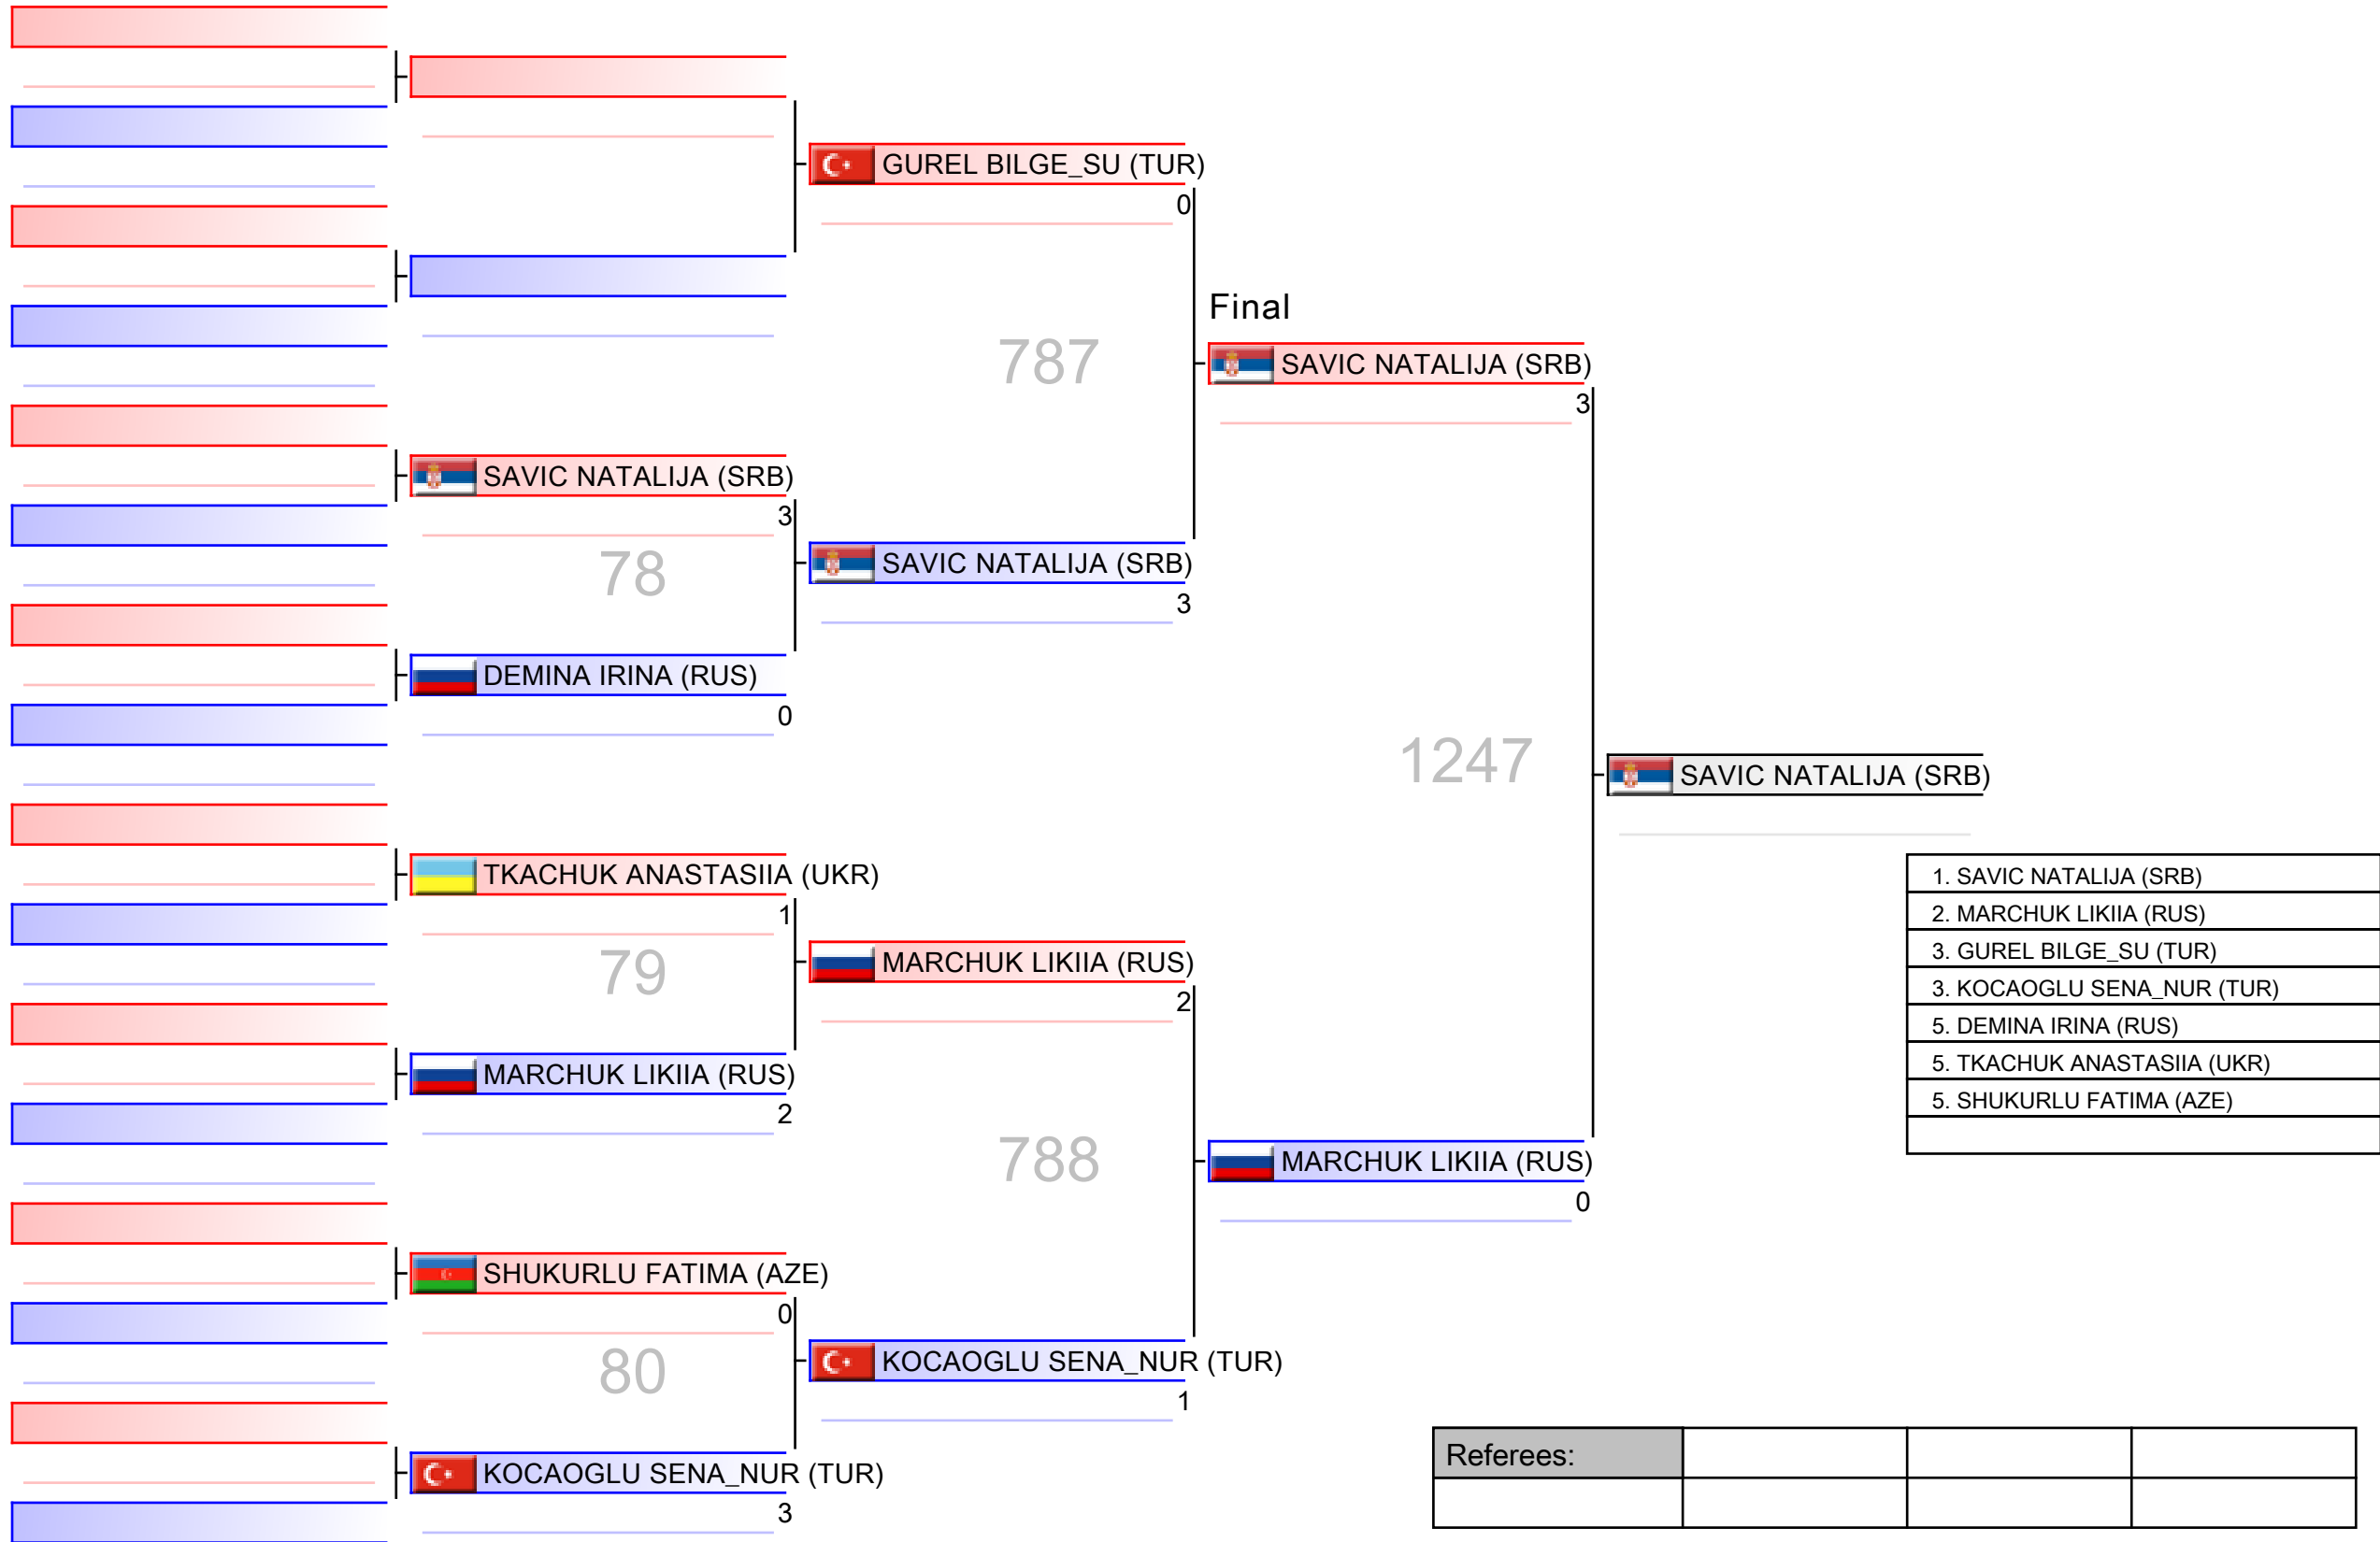 GUREL BILGE_SU (TUR)
0
Final
787
SAVIC NATALIJA (SRB)
3
SAVIC NATALIJA (SRB)
3
78
SAVIC NATALIJA (SRB)
3
DEMINA IRINA (RUS)
0
1247
SAVIC NATALIJA (SRB)
TKACHUK ANASTASIIA (UKR)
1
79
MARCHUK LIKIIA (RUS)
2
MARCHUK LIKIIA (RUS)
2
788
MARCHUK LIKIIA (RUS)
0
SHUKURLU FATIMA (AZE)
0
80
KOCAOGLU SENA_NUR (TUR)
1
KOCAOGLU SENA_NUR (TUR)
3
1. SAVIC NATALIJA (SRB)
2. MARCHUK LIKIIA (RUS)
3. GUREL BILGE_SU (TUR)
3. KOCAOGLU SENA_NUR (TUR)
5. DEMINA IRINA (RUS)
5. TKACHUK ANASTASIIA (UKR)
5. SHUKURLU FATIMA (AZE)
Referees: